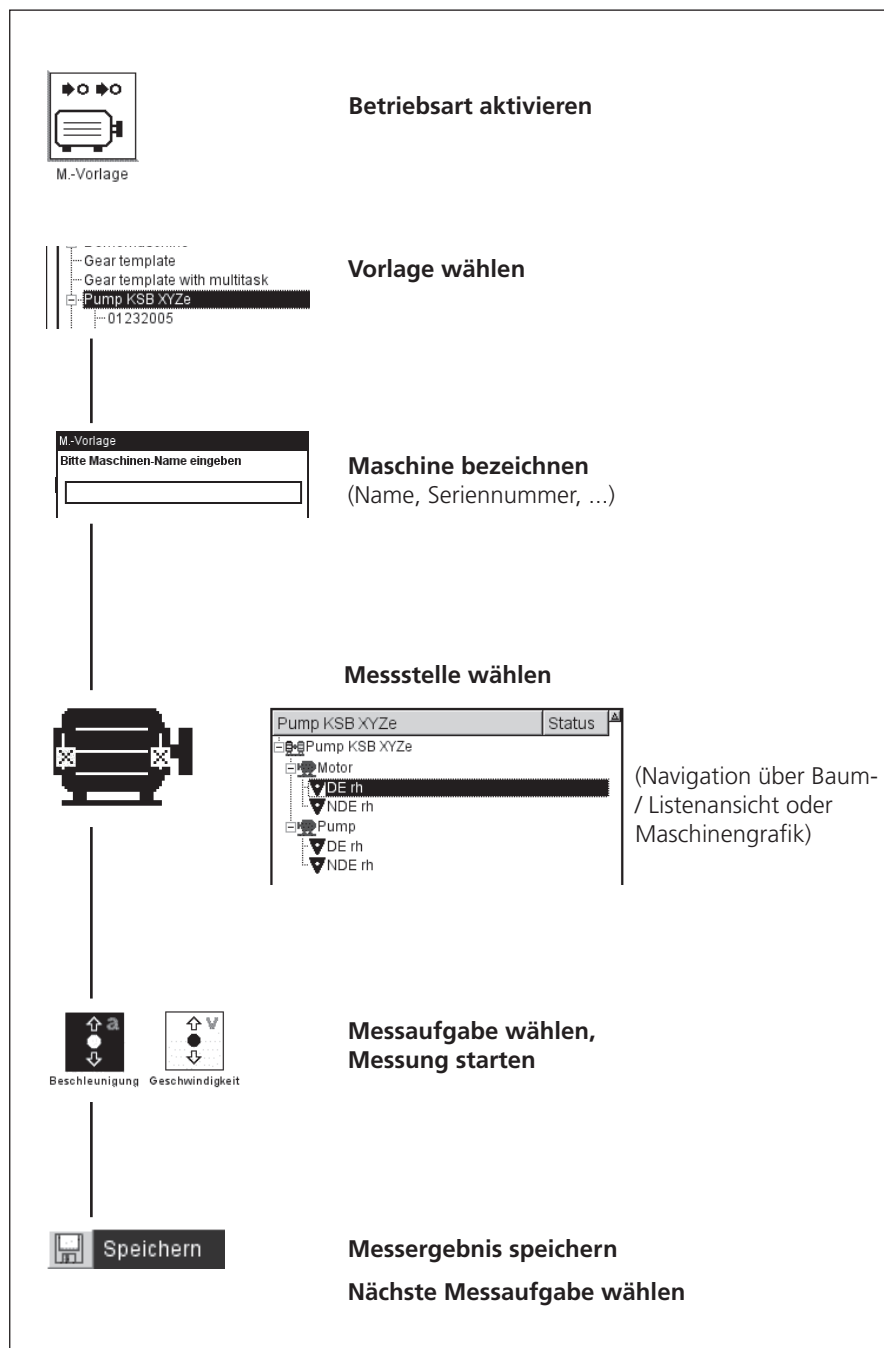 M.-Vorlage
Betriebsart aktivieren
Gear template
Gear template with multitask
Pump KSB XYZe
01232005
Vorlage wählen
M.-Vorlage
Bitte Maschinen-Name eingeben
Maschine bezeichnen
(Name, Seriennummer, ...)
Messstelle wählen
Pump KSB XYZe Status
Pump KSB XYZe
Motor
DE rh
NDE rh
Pump
DE rh
NDE rh
(Navigation über Baum-
/ Listenansicht oder
Maschinengrafik)
a
v
Beschleunigung Geschwindigkeit
Messaufgabe wählen,
Messung starten
Speichern
Messergebnis speichern
Nächste Messaufgabe wählen